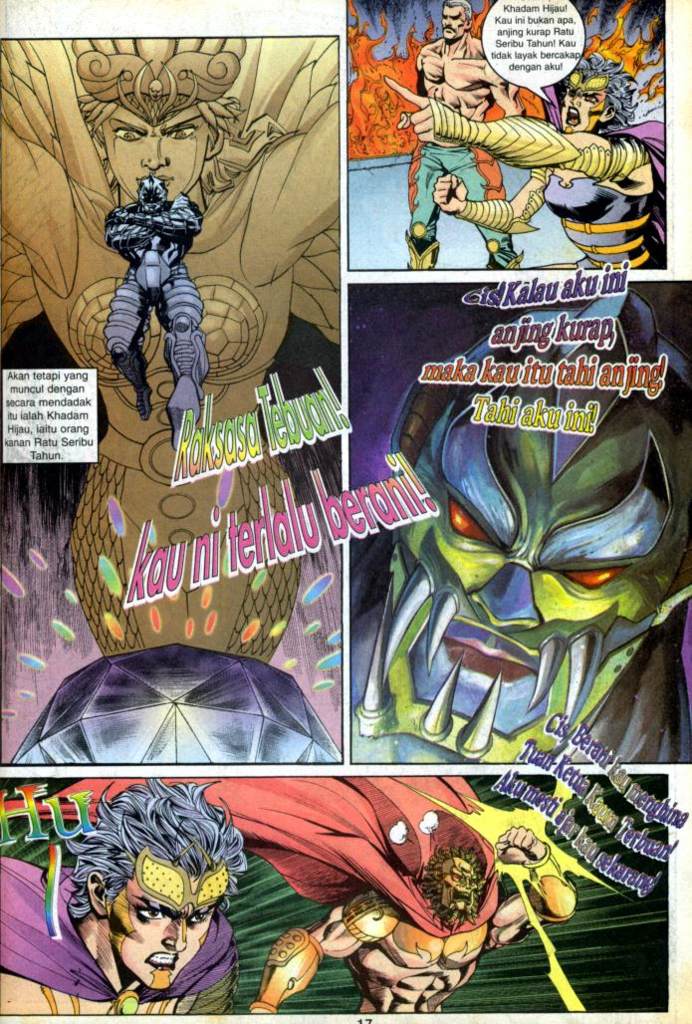 Akan tetapi yang
muncul dengan
secara mendadak
itu ialah Khadam
Hijau, iaitu orang
kanan Ratu Seribu
Tahun.
Raksasa Tebuan!
kau ni terlalu berani!
Khadam Hijau!
Kau ini bukan apa,
anjing kurap Ratu
Seribu Tahun! Kau
tidak layak bercakap
dengan aku!
Cis! Kalau aku ini
anjing kurap,
maka kau itu tahi anjing!
Tahi aku ini!
Hu
!
Cis, Berani kau menghina
Tuan Ketua
Aku mesti kau sekarang!
17